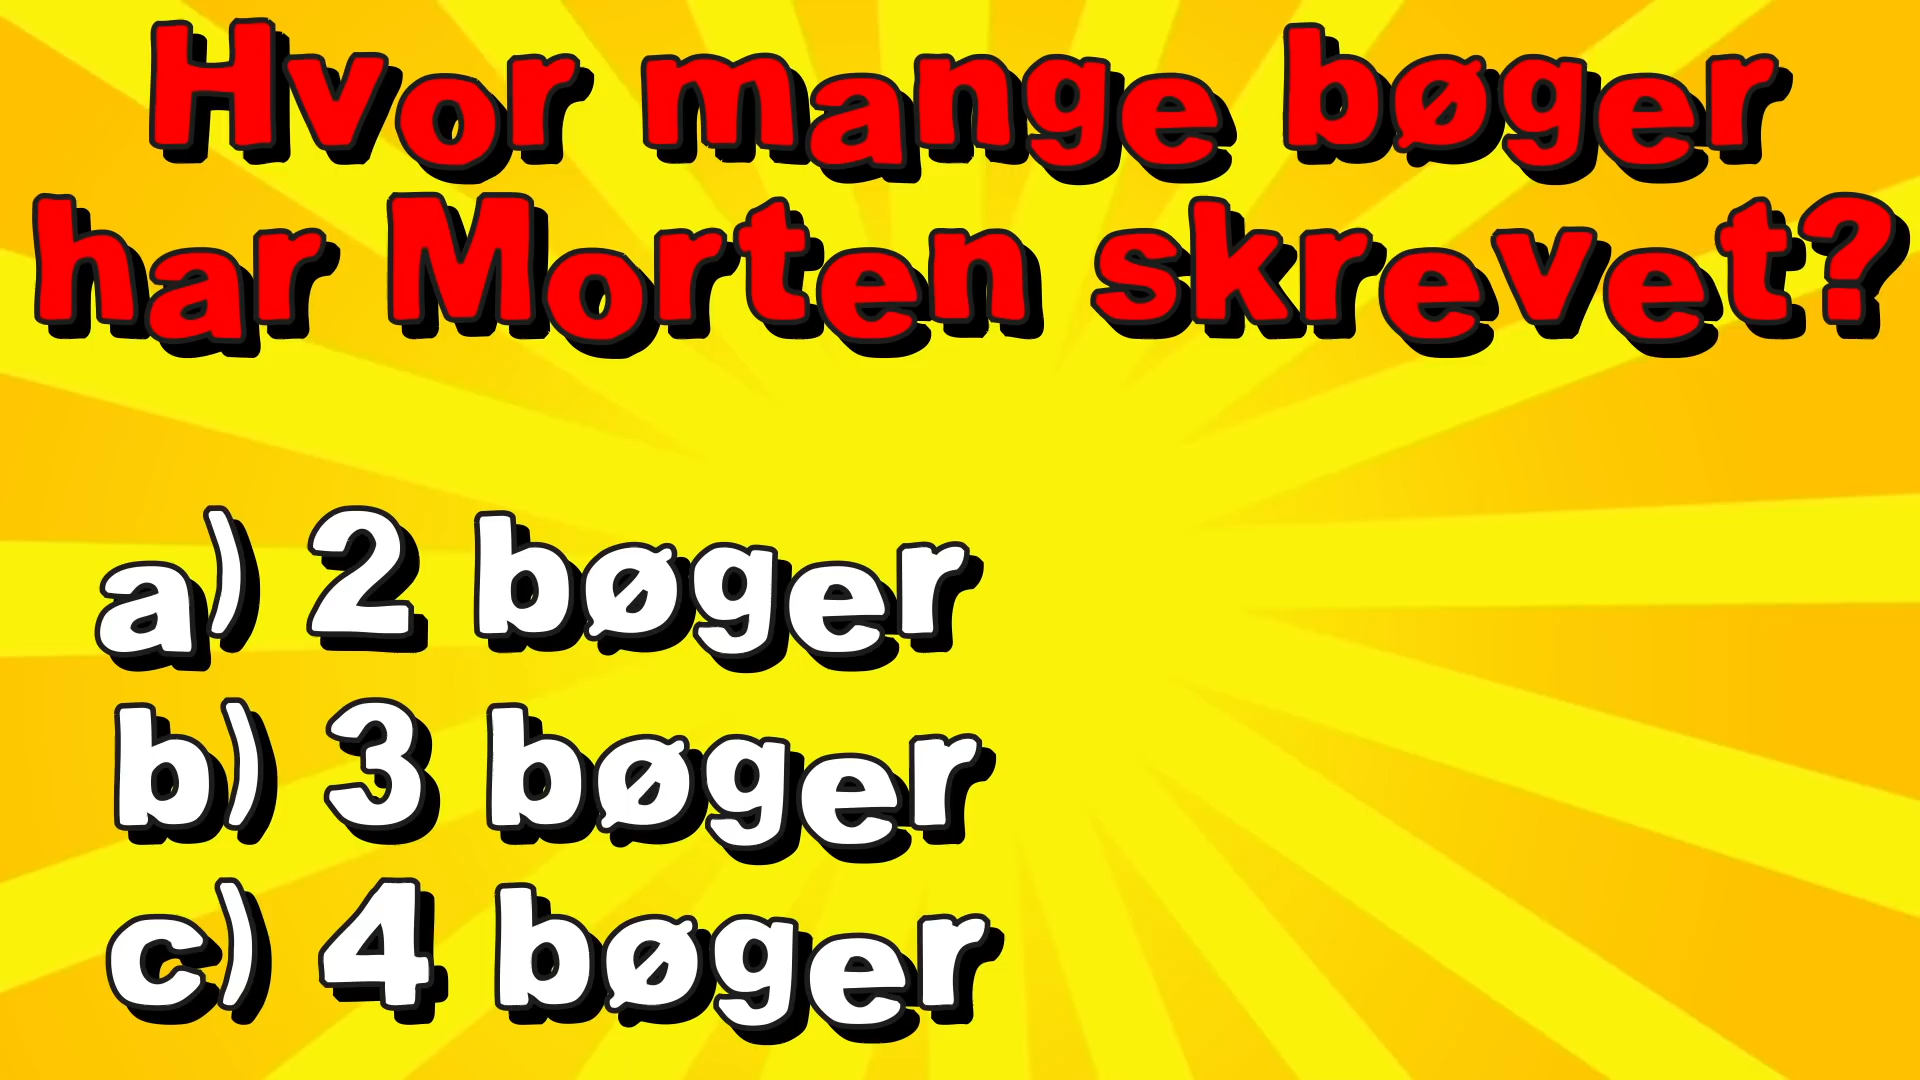 Hvor mange bøger
har Morten skrevet?
a) 2 bøger
b) 3 bøger
c) 4 bøger